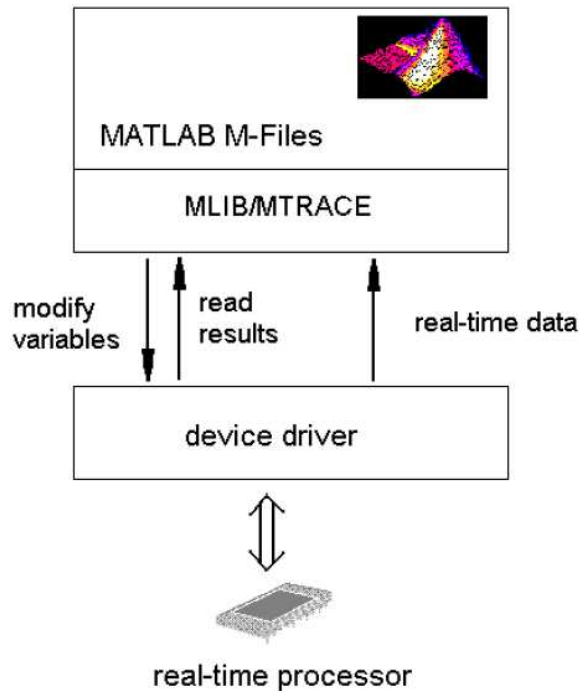 MATLAB M-Files
MLIB/MTRACE
modify
variables
read
results
real-time data
device driver
real-time processor